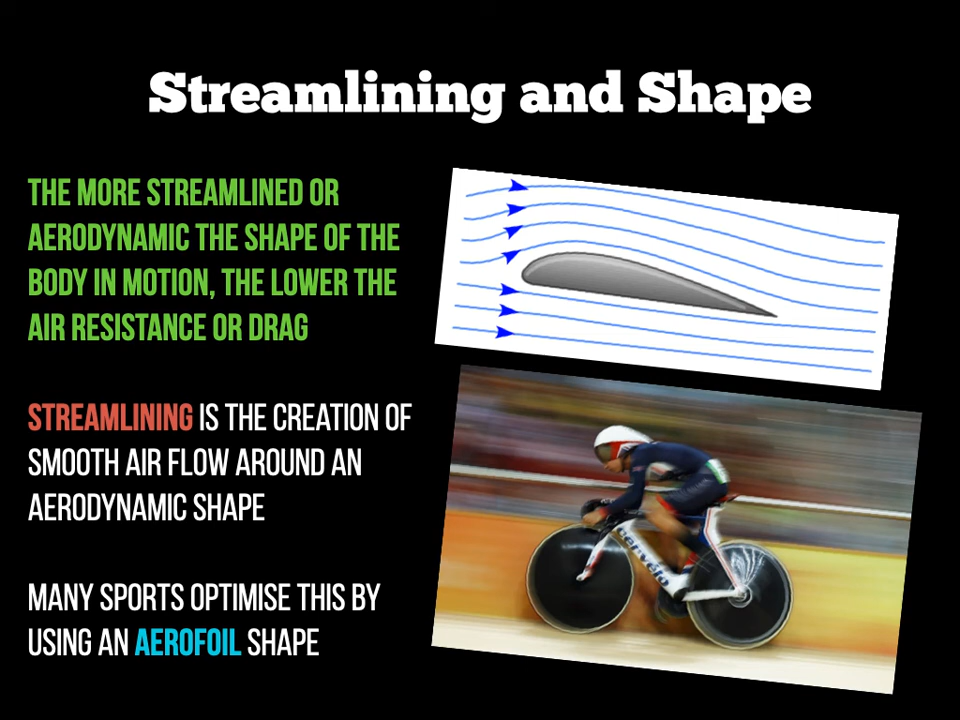 Streamlining and Shape
THE MORE STREAMLINED OR
AERODYNAMIC THE SHAPE OF THE
BODY IN MOTION, THE LOWER THE
AIR RESISTANCE OR DRAG
STREAMLINING IS THE CREATION OF
SMOOTH AIR FLOW AROUND AN
AERODYNAMIC SHAPE
MANY SPORTS OPTIMISE THIS BY
USING AN AEROFOIL SHAPE
cervélo